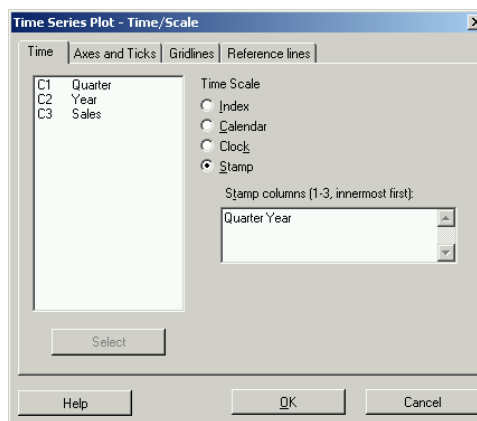 Time Series Plot - Time/Scale
Time
Axes and Ticks
Gridlines
Reference lines
C1 Quarter
C2 Year
C3 Sales
Time Scale
Index
Calendar
Clock
Stamp
Stamp columns (1-3, innermost first):
Quarter Year
Select
Help
OK
Cancel